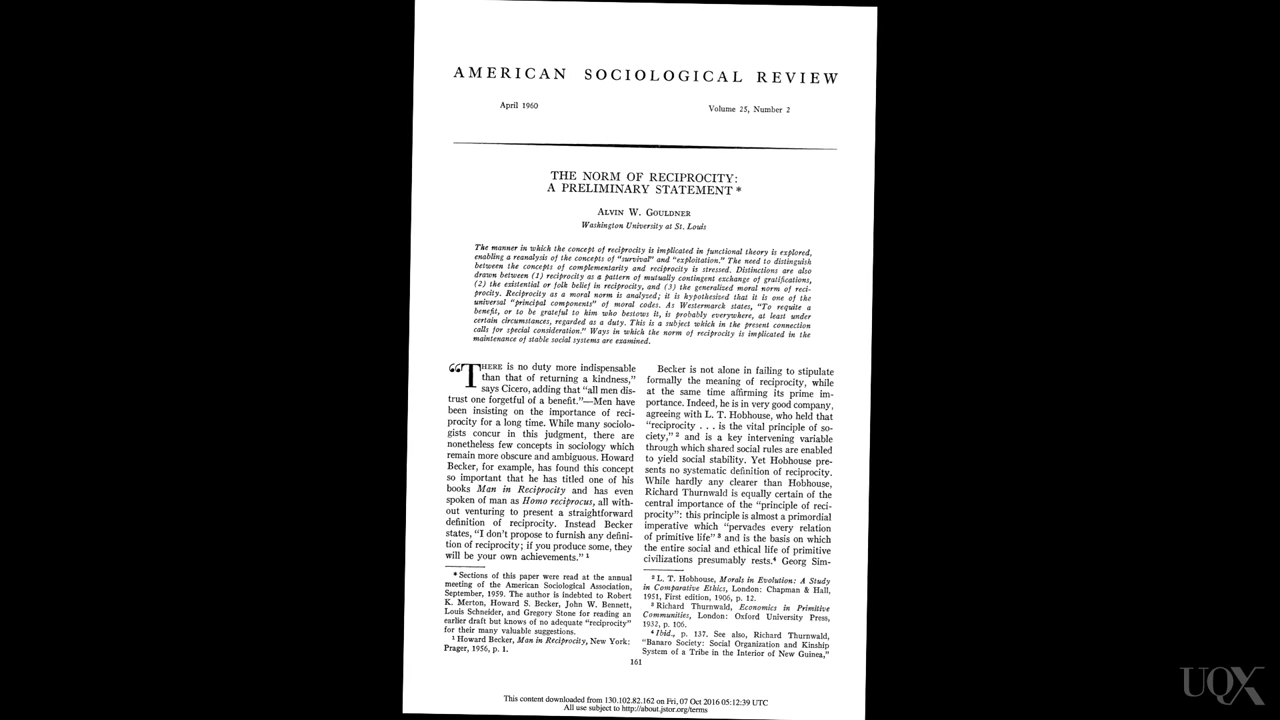 AMERICAN SOCIOLOGICAL REVIEW
April 1960
Volume 25, Number 2
THE NORM OF RECIPROCITY:
A PRELIMINARY STATEMENT *
ALVIN W. GOULDNER
Washington University at St. Louis
The manner in which the concept of reciprocity is implicated in functional theory is explored,
enabling a reanalysis of the concepts of "survival" and "exploitation." The need to distinguish
between the concepts of complementarity and reciprocity is stressed. Distinctions are also
drawn between (1) reciprocity as a pattern of mutually contingent exchange of gratifications,
(2) the existential or folk belief in reciprocity, and (3) the generalized moral norm of reci-
procity. Reciprocity as a moral norm is analyzed; it is hypothesized that it is one of the
universal "principal components" of moral codes. As Westermarck states, "To requite a
benefit, or to be grateful to him who bestows it, is probably everywhere, at least under
certain circumstances, regarded as a duty. This is a subject which in the present connection
calls for special consideration." Ways in which the norm of reciprocity is implicated in the
maintenance of stable social systems are examined.
"THERE is no duty more indispensable
than that of returning a kindness,"
says Cicero, adding that "all men dis-
trust one forgetful of a benefit."—Men have
been insisting on the importance of reci-
procity for a long time. While many sociolo-
gists concur in this judgment, there are
nonetheless few concepts in sociology which
remain more obscure and ambiguous. Howard
Becker, for example, has found this concept
so important that he has titled one of his
books Man in Reciprocity and has even
spoken of man as Homo reciprocus, all with-
out venturing to present a straightforward
definition of reciprocity. Instead Becker
states, "I don't propose to furnish any defini-
tion of reciprocity; if you produce some, they
will be your own achievements." 1
* Sections of this paper were read at the annual
meeting of the American Sociological Association,
September, 1959. The author is indebted to Robert
K. Merton, Howard S. Becker, John W. Bennett,
Louis Schneider, and Gregory Stone for reading an
earlier draft but knows of no adequate "reciprocity"
for their many valuable suggestions.
1 Howard Becker, Man in Reciprocity, New York:
Prager, 1956, p. 1.
Becker is not alone in failing to stipulate
formally the meaning of reciprocity, while
at the same time affirming its prime im-
portance. Indeed, he is in very good company,
agreeing with L. T. Hobhouse, who held that
"reciprocity . . . is the vital principle of so-
ciety," 2 and is a key intervening variable
through which shared social rules are enabled
to yield social stability. Yet Hobhouse pre-
sents no systematic definition of reciprocity.
While hardly any clearer than Hobhouse,
Richard Thurnwald is equally certain of the
central importance of the "principle of reci-
procity": this principle is almost a primordial
imperative which "pervades every relation
of primitive life" 3 and is the basis on which
the entire social and ethical life of primitive
civilizations presumably rests.4 Georg Sim-
2 L. T. Hobhouse, Morals in Evolution: A Study
in Comparative Ethics, London: Chapman & Hall,
1951, First edition, 1906, p. 12.
3 Richard Thurnwald, Economics in Primitive
Communities, London: Oxford University Press,
1932, p. 106.
4 Ibid., p. 137. See also, Richard Thurnwald,
"Banaro Society: Social Organization and Kinship
System of a Tribe in the Interior of New Guinea,"
161
This content downloaded from 130.102.82.162 on Fri, 07 Oct 2016 05:12:39 UTC
All use subject to http://about.jstor.org/terms
UQX